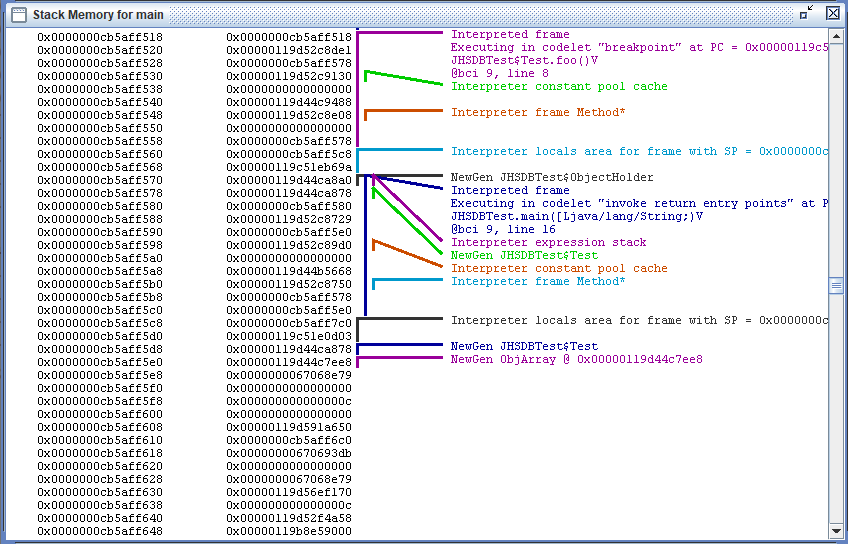 Stack Memory for main
0x0000000cb5aff518 0x0000000cb5aff518 Interpreted frame
0x0000000cb5aff520 0x00000119d52c8de1 Executing in codelet "breakpoint" at PC = 0x00000119c5
0x0000000cb5aff528 0x0000000cb5aff578 JHSDBTest$Test.foo()V
0x0000000cb5aff530 0x00000119d52c9130 @bci 9, line 8
0x0000000cb5aff538 0x0000000000000000 Interpreter constant pool cache
0x0000000cb5aff540 0x00000119d44c9488
0x0000000cb5aff548 0x00000119d52c8e08 Interpreter frame Method*
0x0000000cb5aff550 0x0000000000000000
0x0000000cb5aff558 0x0000000cb5aff578
0x0000000cb5aff560 0x0000000cb5aff5c8 Interpreter locals area for frame with SP = 0x0000000c
0x0000000cb5aff568 0x00000119c51eb69a
0x0000000cb5aff570 0x00000119d44ca8a0 NewGen JHSDBTest$ObjectHolder
0x0000000cb5aff578 0x00000119d44ca878 Interpreted frame
0x0000000cb5aff580 0x0000000cb5aff580 Executing in codelet "invoke return entry points" at P
0x0000000cb5aff588 0x00000119d52c8729 JHSDBTest.main([Ljava/lang/String;)V
0x0000000cb5aff590 0x0000000cb5aff5e0 @bci 9, line 16
0x0000000cb5aff598 0x00000119d52c89d0 Interpreter expression stack
0x0000000cb5aff5a0 0x0000000000000000 NewGen JHSDBTest$Test
0x0000000cb5aff5a8 0x00000119d44b5668 Interpreter constant pool cache
0x0000000cb5aff5b0 0x00000119d52c8750 Interpreter frame Method*
0x0000000cb5aff5b8 0x0000000cb5aff578
0x0000000cb5aff5c0 0x0000000cb5aff5e0
0x0000000cb5aff5c8 0x0000000cb5aff7c0 Interpreter locals area for frame with SP = 0x0000000c
0x0000000cb5aff5d0 0x00000119c51e0d03
0x0000000cb5aff5d8 0x00000119d44ca878 NewGen JHSDBTest$Test
0x0000000cb5aff5e0 0x00000119d44c7ee8 NewGen ObjArray @ 0x00000119d44c7ee8
0x0000000cb5aff5e8 0x0000000067068e79
0x0000000cb5aff5f0 0x0000000000000000
0x0000000cb5aff5f8 0x000000000000000c
0x0000000cb5aff600 0x0000000000000000
0x0000000cb5aff608 0x00000119d591a650
0x0000000cb5aff610 0x0000000cb5aff6c0
0x0000000cb5aff618 0x00000000670693db
0x0000000cb5aff620 0x0000000000000000
0x0000000cb5aff628 0x0000000067068e79
0x0000000cb5aff630 0x00000119d56ef170
0x0000000cb5aff638 0x000000000000000c
0x0000000cb5aff640 0x00000119d52f4a58
0x0000000cb5aff648 0x00000119b8e59000